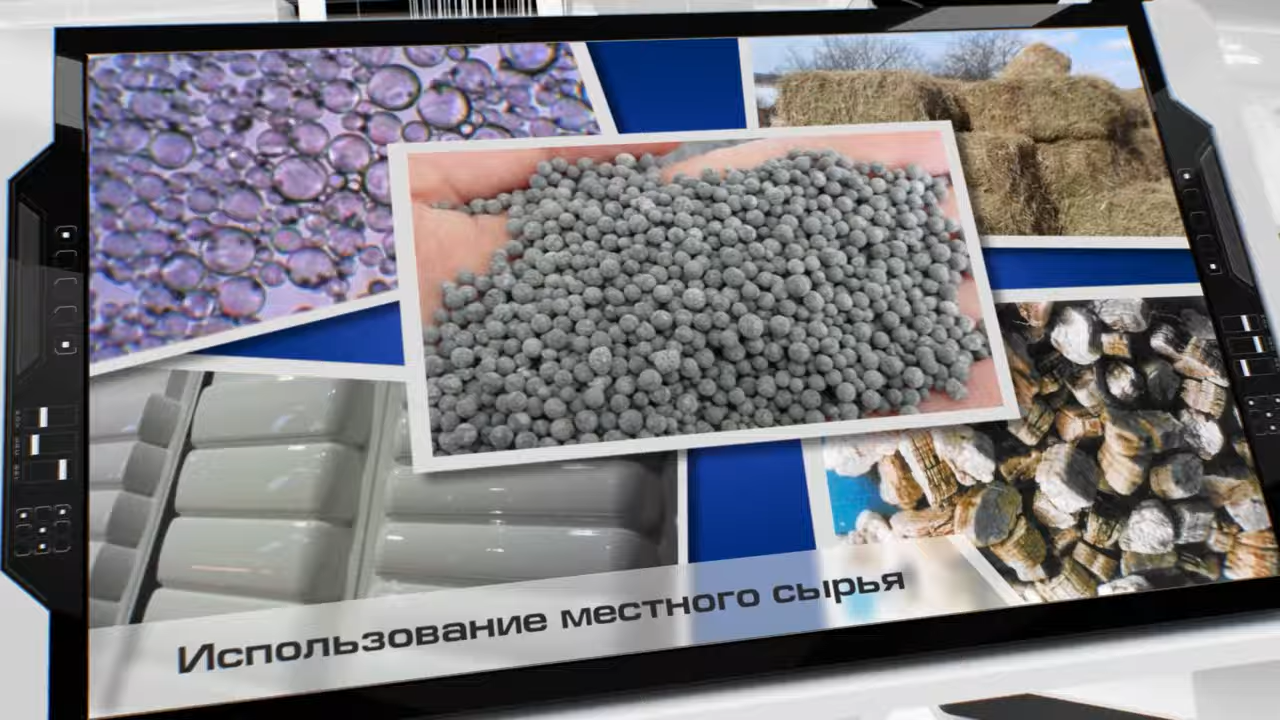 Использование местного сырья